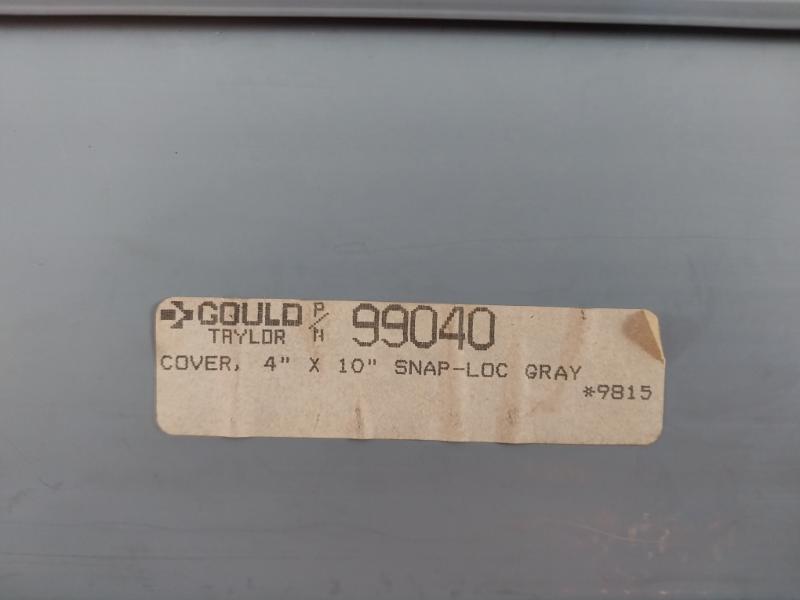 GOULD P/N 99040
TAYLOR
COVER, 4" X 10" SNAP-LOC GRAY
*9815